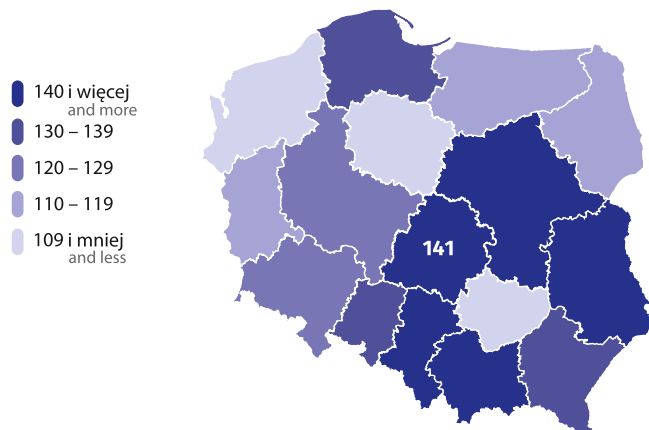 140 i więcej
and more
130 – 139
120 – 129
110 – 119
109 i mniej
and less
141